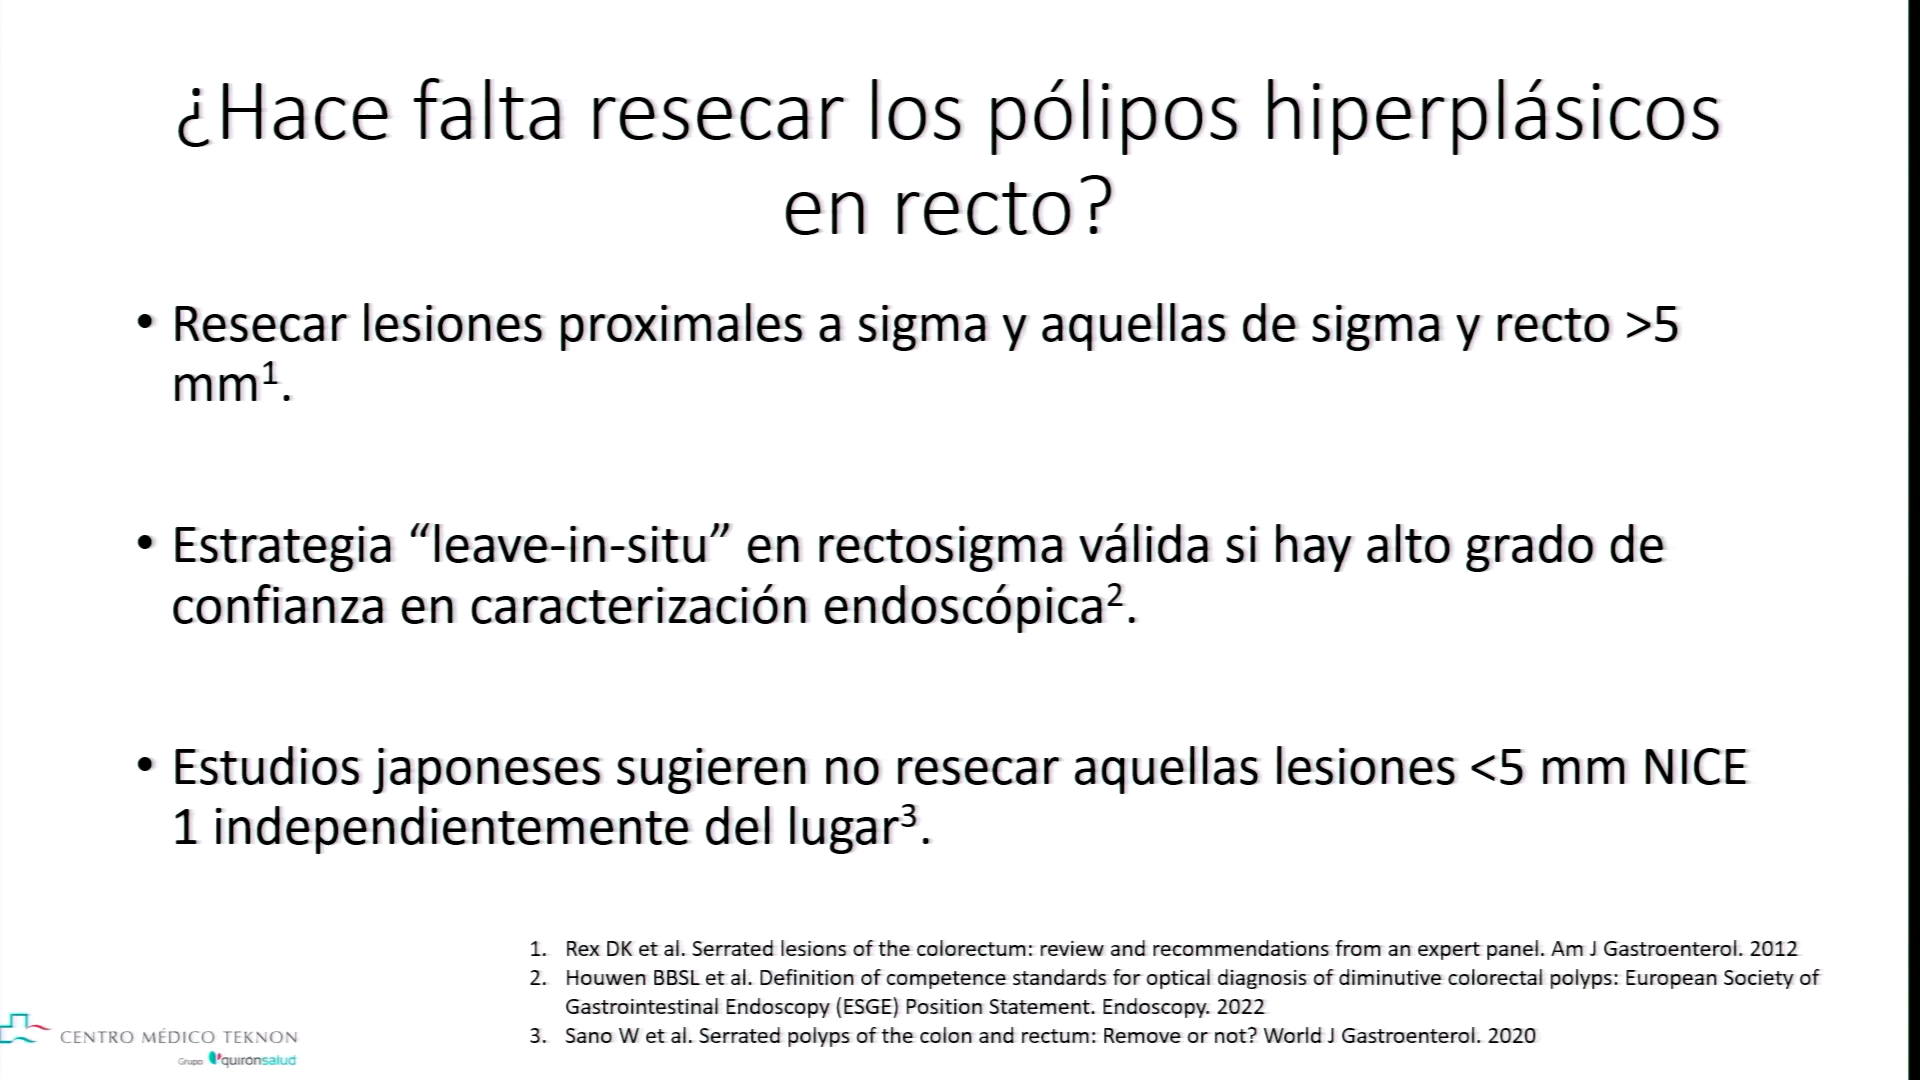 ¿Hace falta resecar los pólipos hiperplásicos
en recto?
• Resecar lesiones proximales a sigma y aquellas de sigma y recto >5
mm¹.
• Estrategia “leave-in-situ” en rectosigma válida si hay alto grado de
confianza en caracterización endoscópica².
• Estudios japoneses sugieren no resecar aquellas lesiones <5 mm NICE
1 independientemente del lugar³.
1. Rex DK et al. Serrated lesions of the colorectum: review and recommendations from an expert panel. Am J Gastroenterol. 2012
2. Houwen BBSL et al. Definition of competence standards for optical diagnosis of diminutive colorectal polyps: European Society of
Gastrointestinal Endoscopy (ESGE) Position Statement. Endoscopy. 2022
3. Sano W et al. Serrated polyps of the colon and rectum: Remove or not? World J Gastroenterol. 2020
CENTRO MÉDICO TEKNON
Grupo quirónsalud